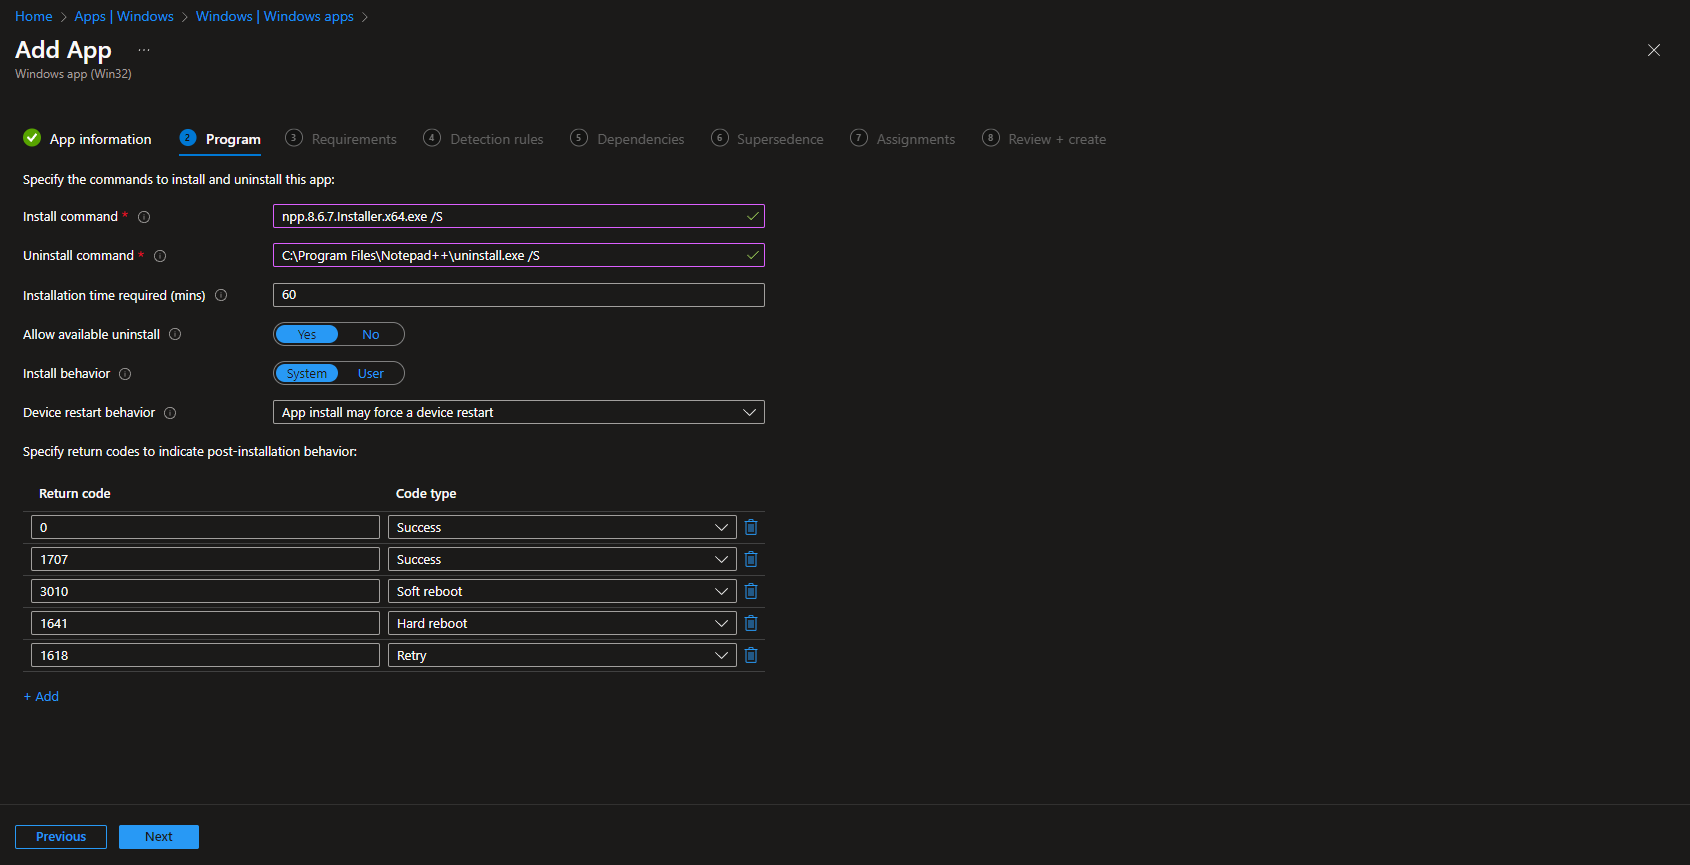 Home > Apps | Windows > Windows | Windows apps >
Add App ...
Windows app (Win32)
App information 2 Program 3 Requirements 4 Detection rules 5 Dependencies 6 Supersedence 7 Assignments 8 Review + create
Specify the commands to install and uninstall this app:
Install command * npp.8.6.7.Installer.x64.exe /S
Uninstall command * C:\Program Files\Notepad++\uninstall.exe /S
Installation time required (mins) 60
Allow available uninstall Yes No
Install behavior System User
Device restart behavior App install may force a device restart
Specify return codes to indicate post-installation behavior:
Return code Code type
0 Success
1707 Success
3010 Soft reboot
1641 Hard reboot
1618 Retry
+ Add
Previous Next